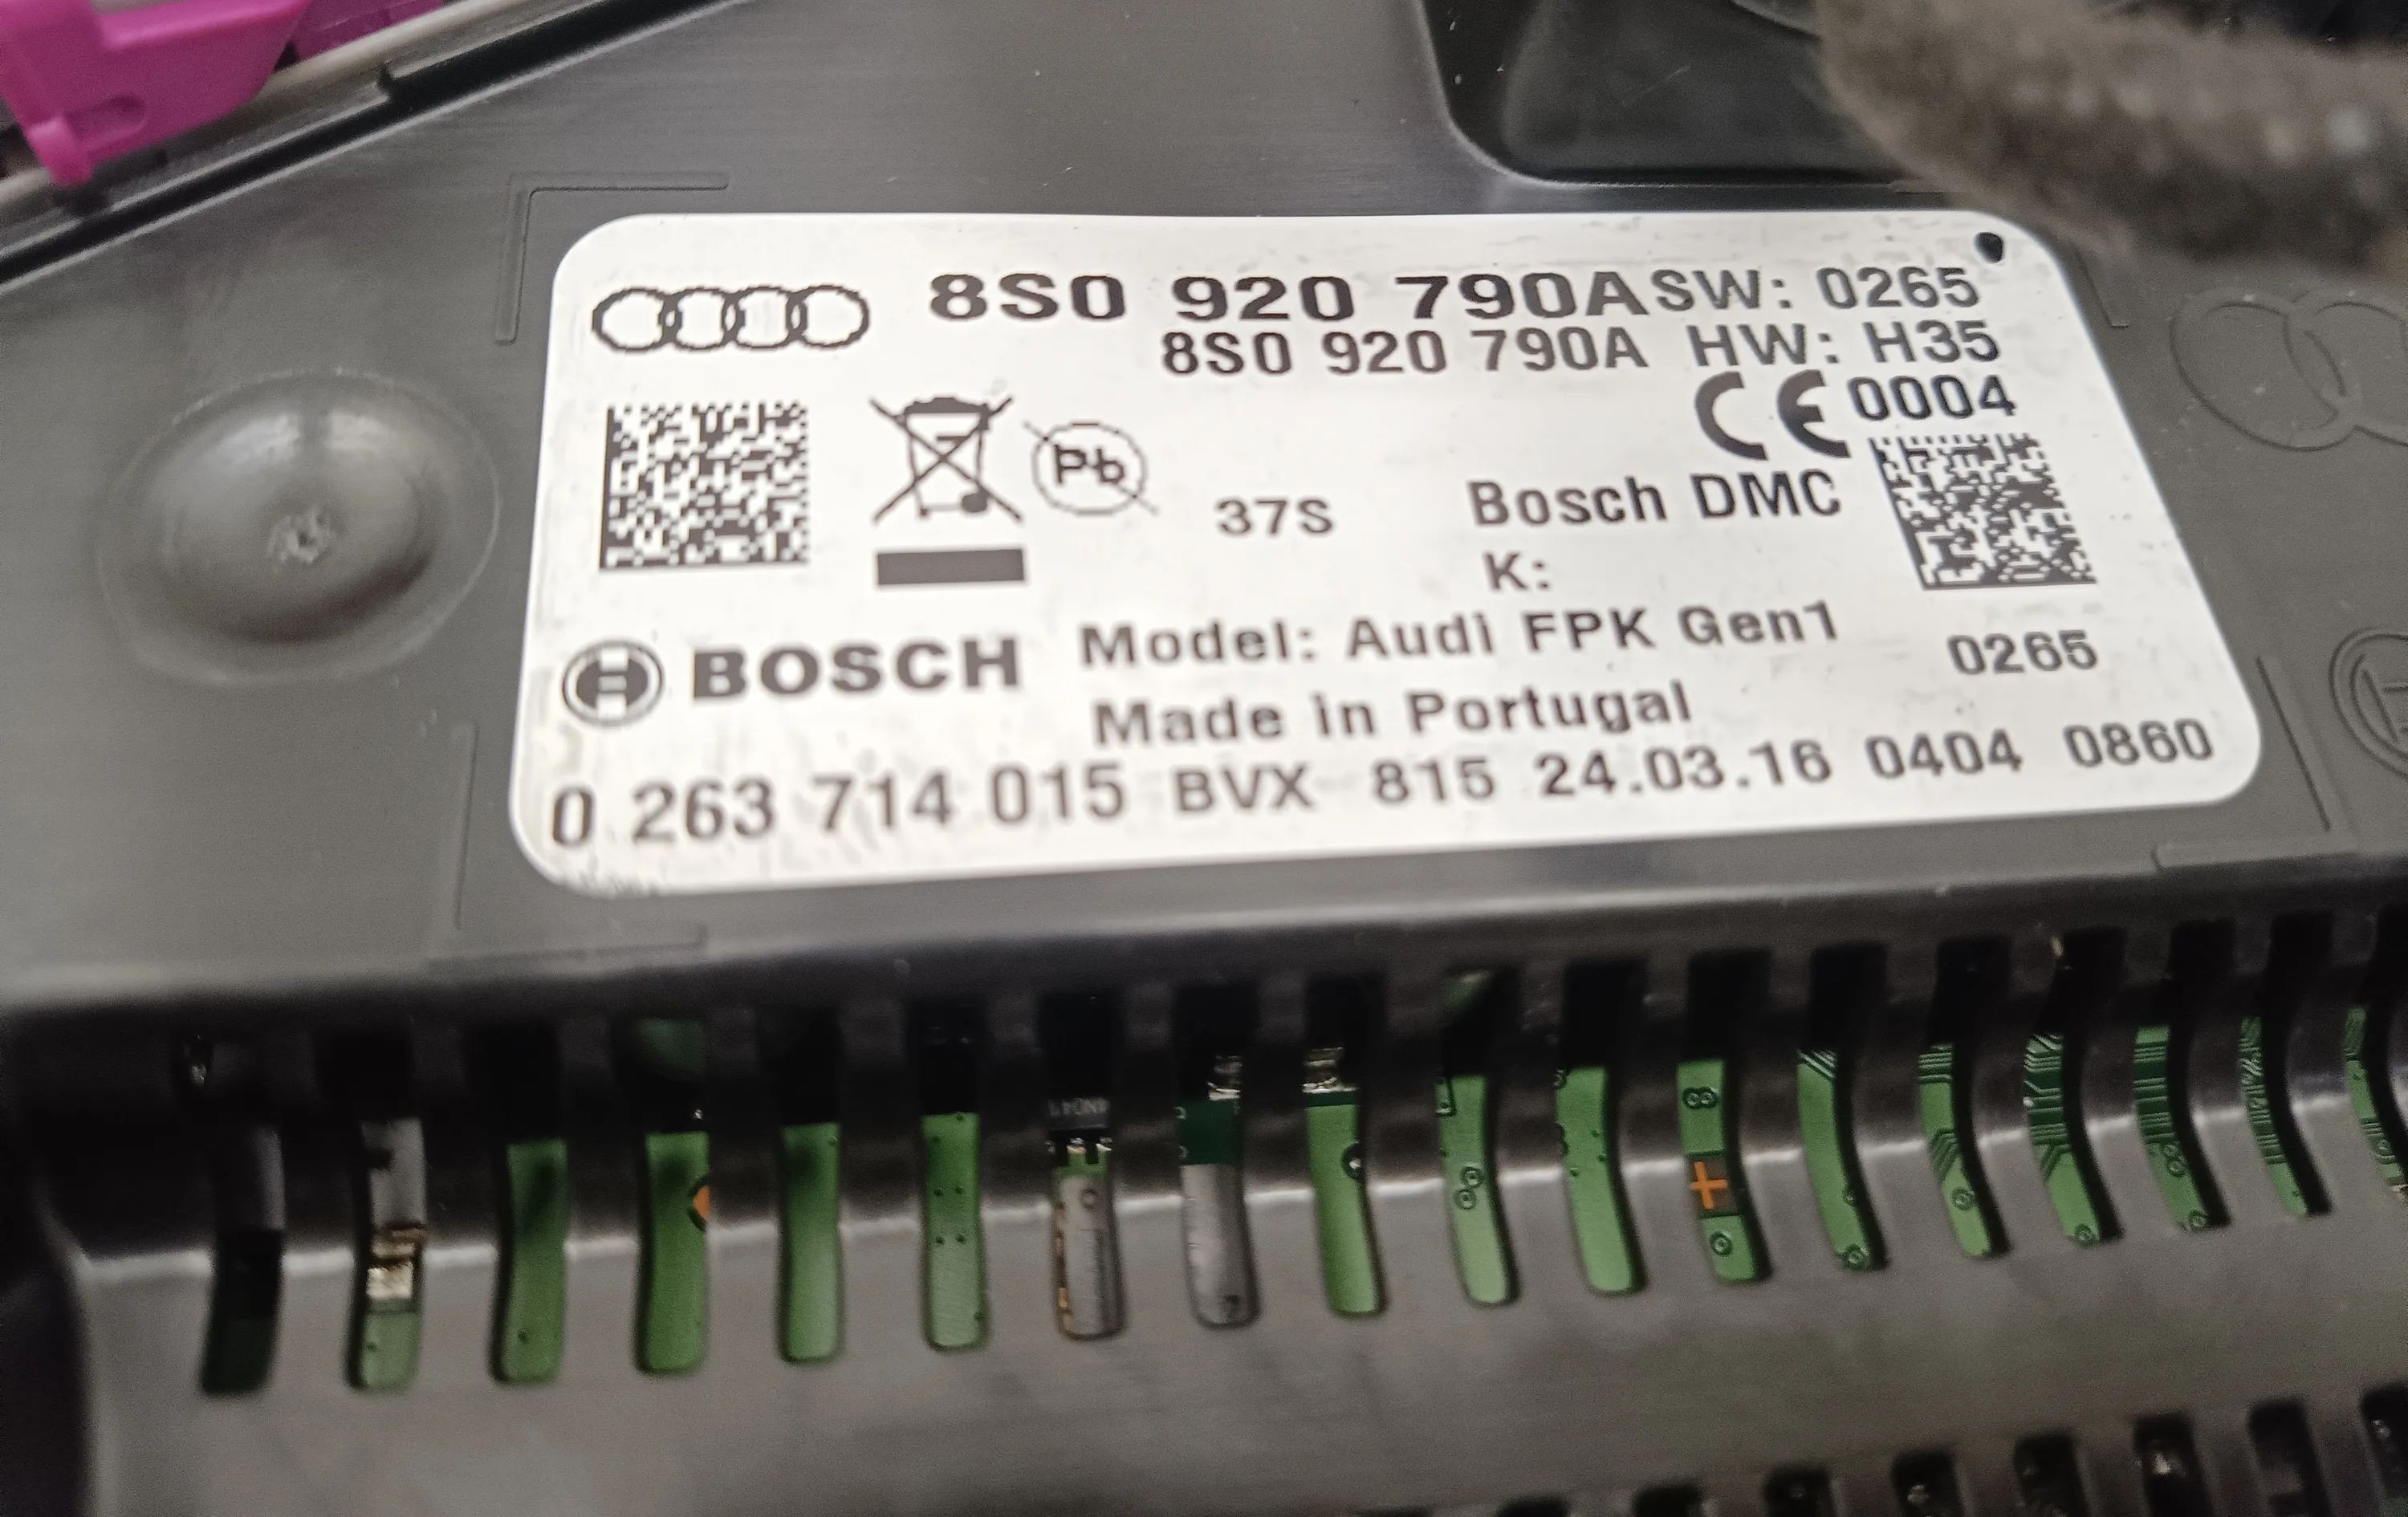 8S0 920 790A SW: 0265
8S0 920 790A HW: H35
CE 0004
Pb
37S
Bosch DMC
K:
BOSCH
Model: Audi FPK Gen1
0265
Made in Portugal
0 263 714 015 BVX 815 24.03.16 0404 0860